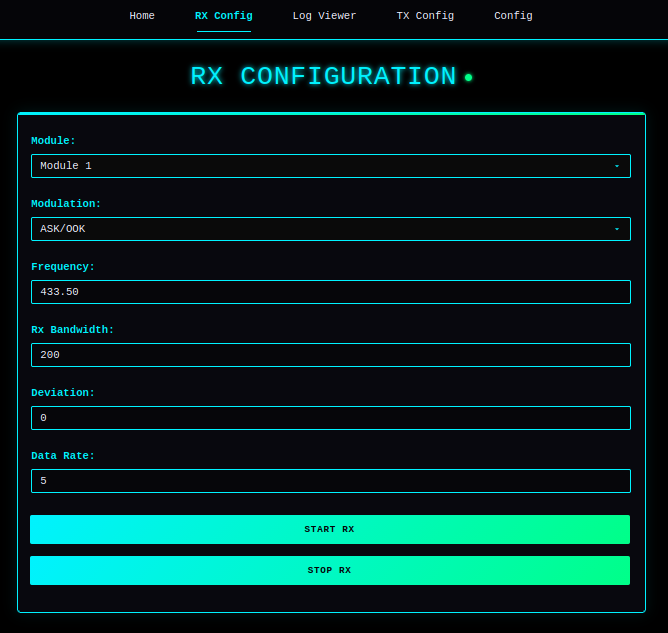 Home RX Config Log Viewer TX Config Config
RX CONFIGURATION
Module:
Module 1
Modulation:
ASK/OOK
Frequency:
433.50
Rx Bandwidth:
200
Deviation:
0
Data Rate:
5
START RX
STOP RX